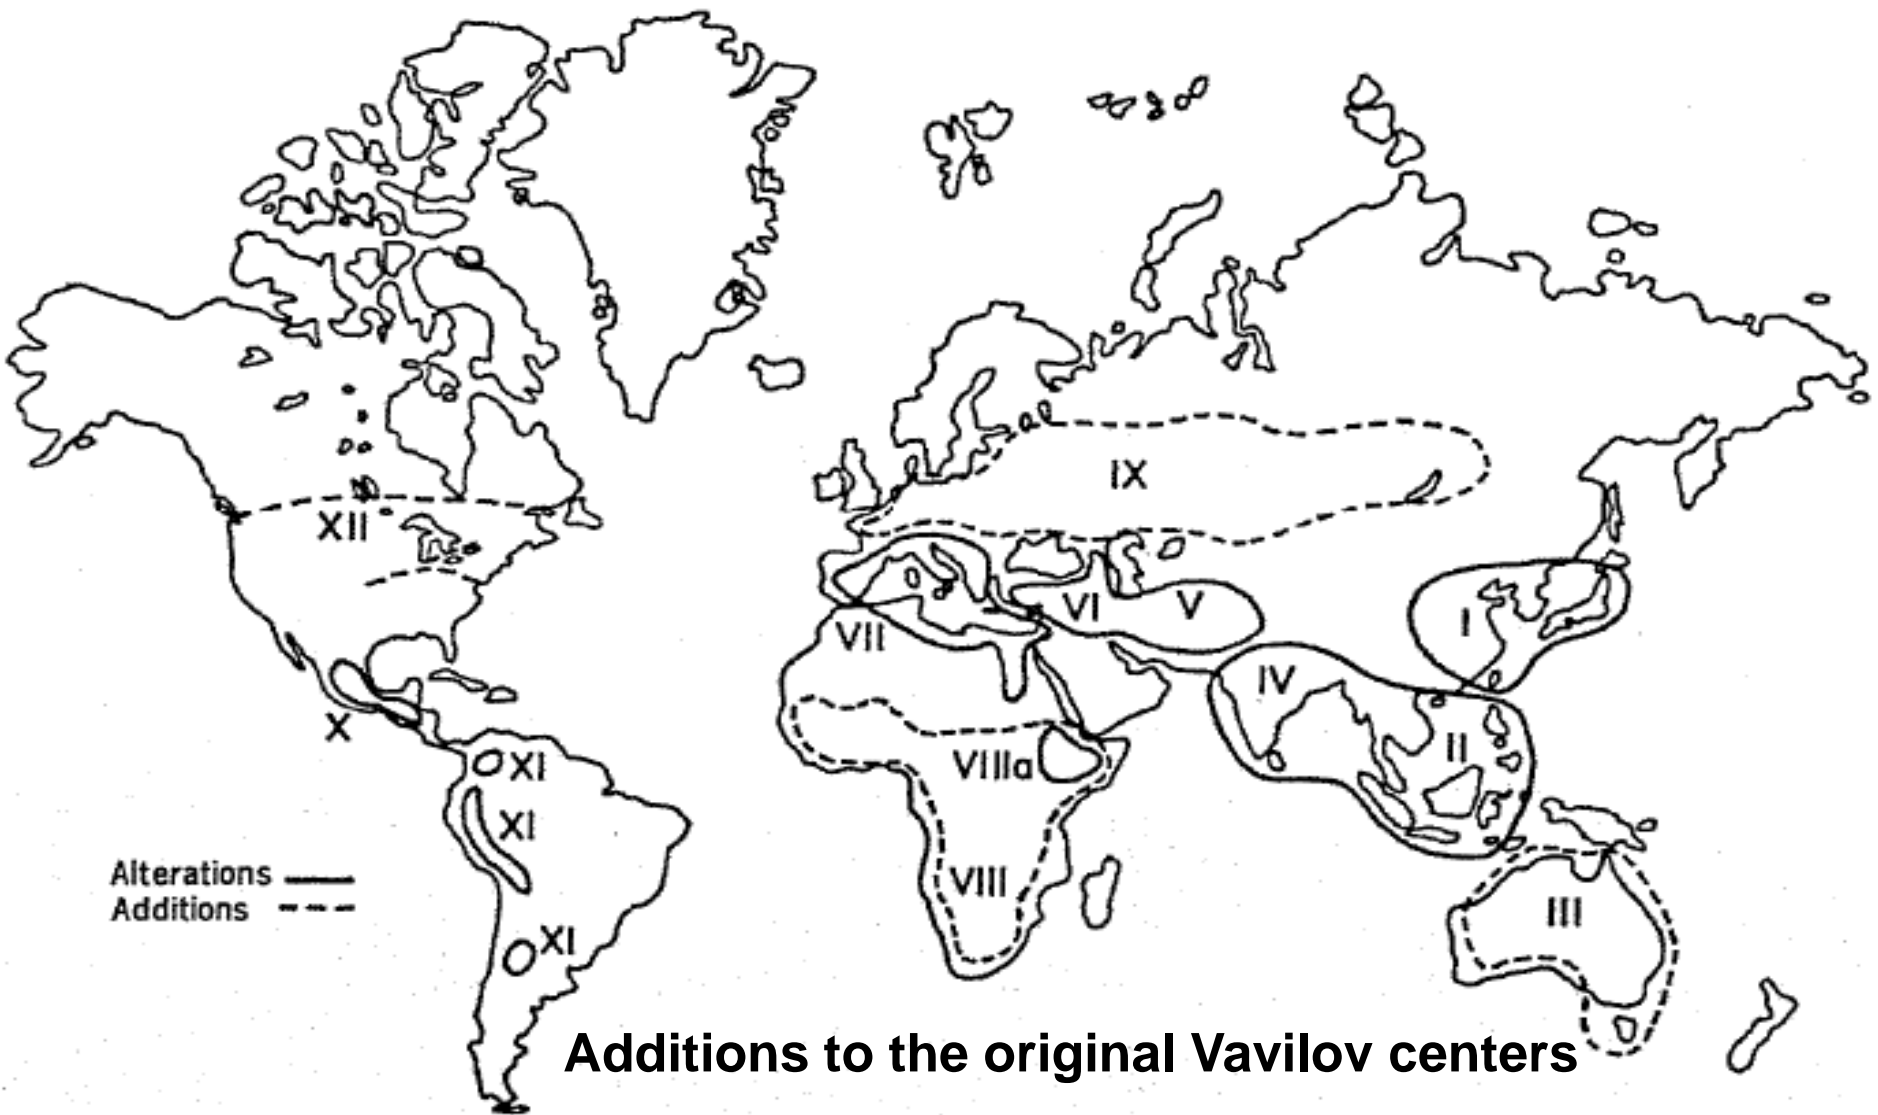 IX
XII
VI
V
I
VII
IV
X
II
XI
VIIIa
XI
Alterations
Additions
VIII
III
XI
Additions to the original Vavilov centers